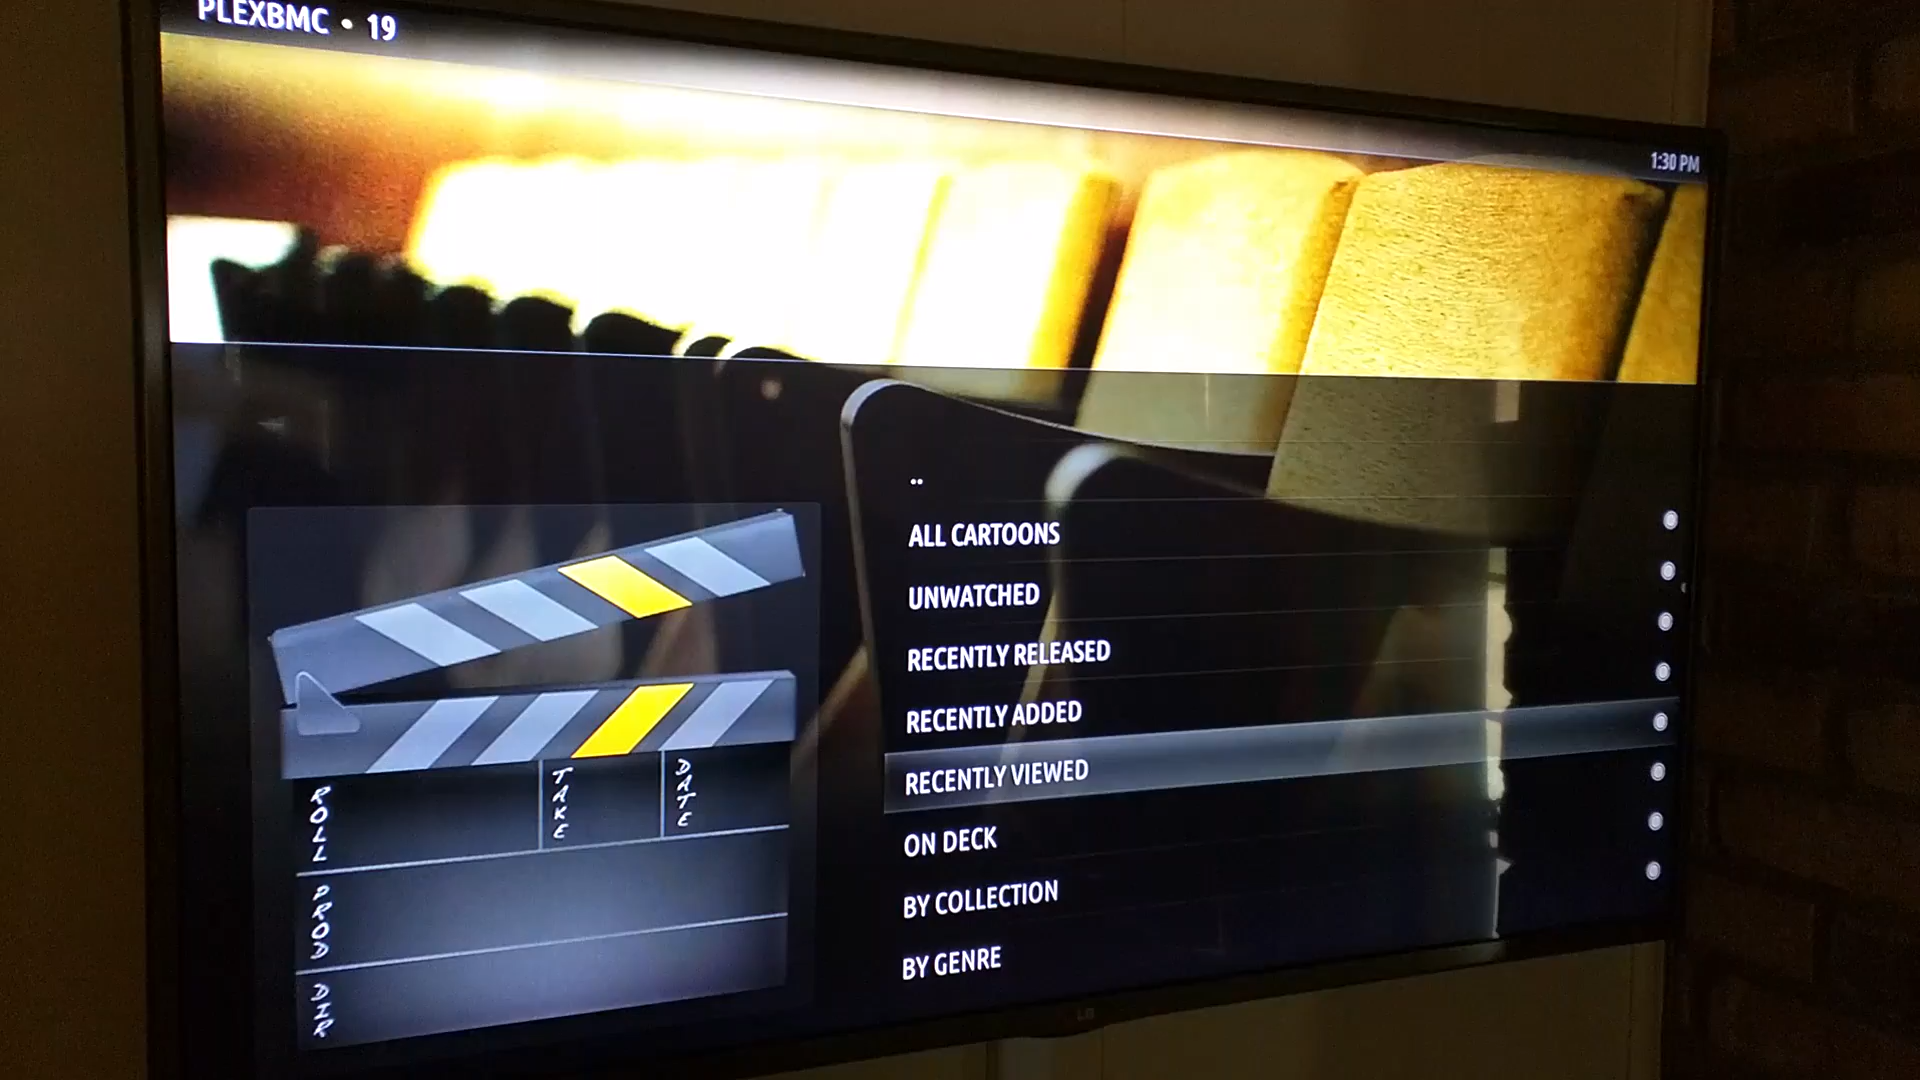 PLEXBMC • 19
1:30 PM
..
ALL CARTOONS
UNWATCHED
RECENTLY RELEASED
RECENTLY ADDED
RECENTLY VIEWED
ON DECK
BY COLLECTION
BY GENRE
ROLL
TAKE
DATE
PROD
DIR
LG